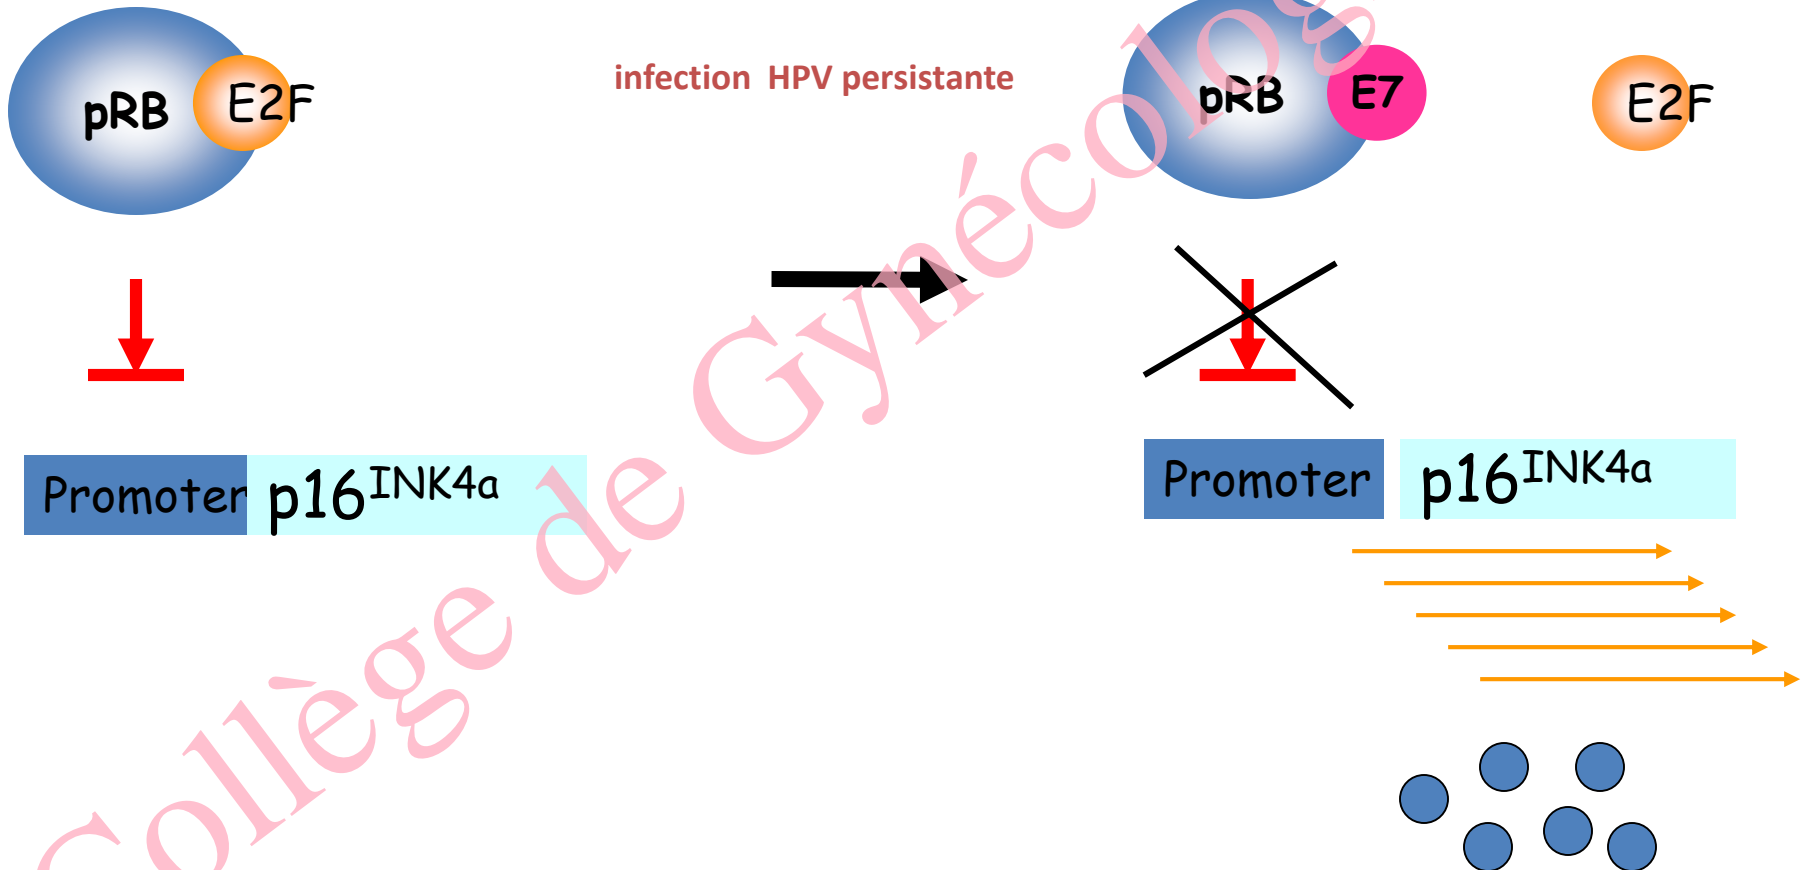 pRB
E2F
infection HPV persistante
pRB
E7
E2F
Promoter
p16INK4a
Promoter
p16INK4a
Collège de Gynécolog